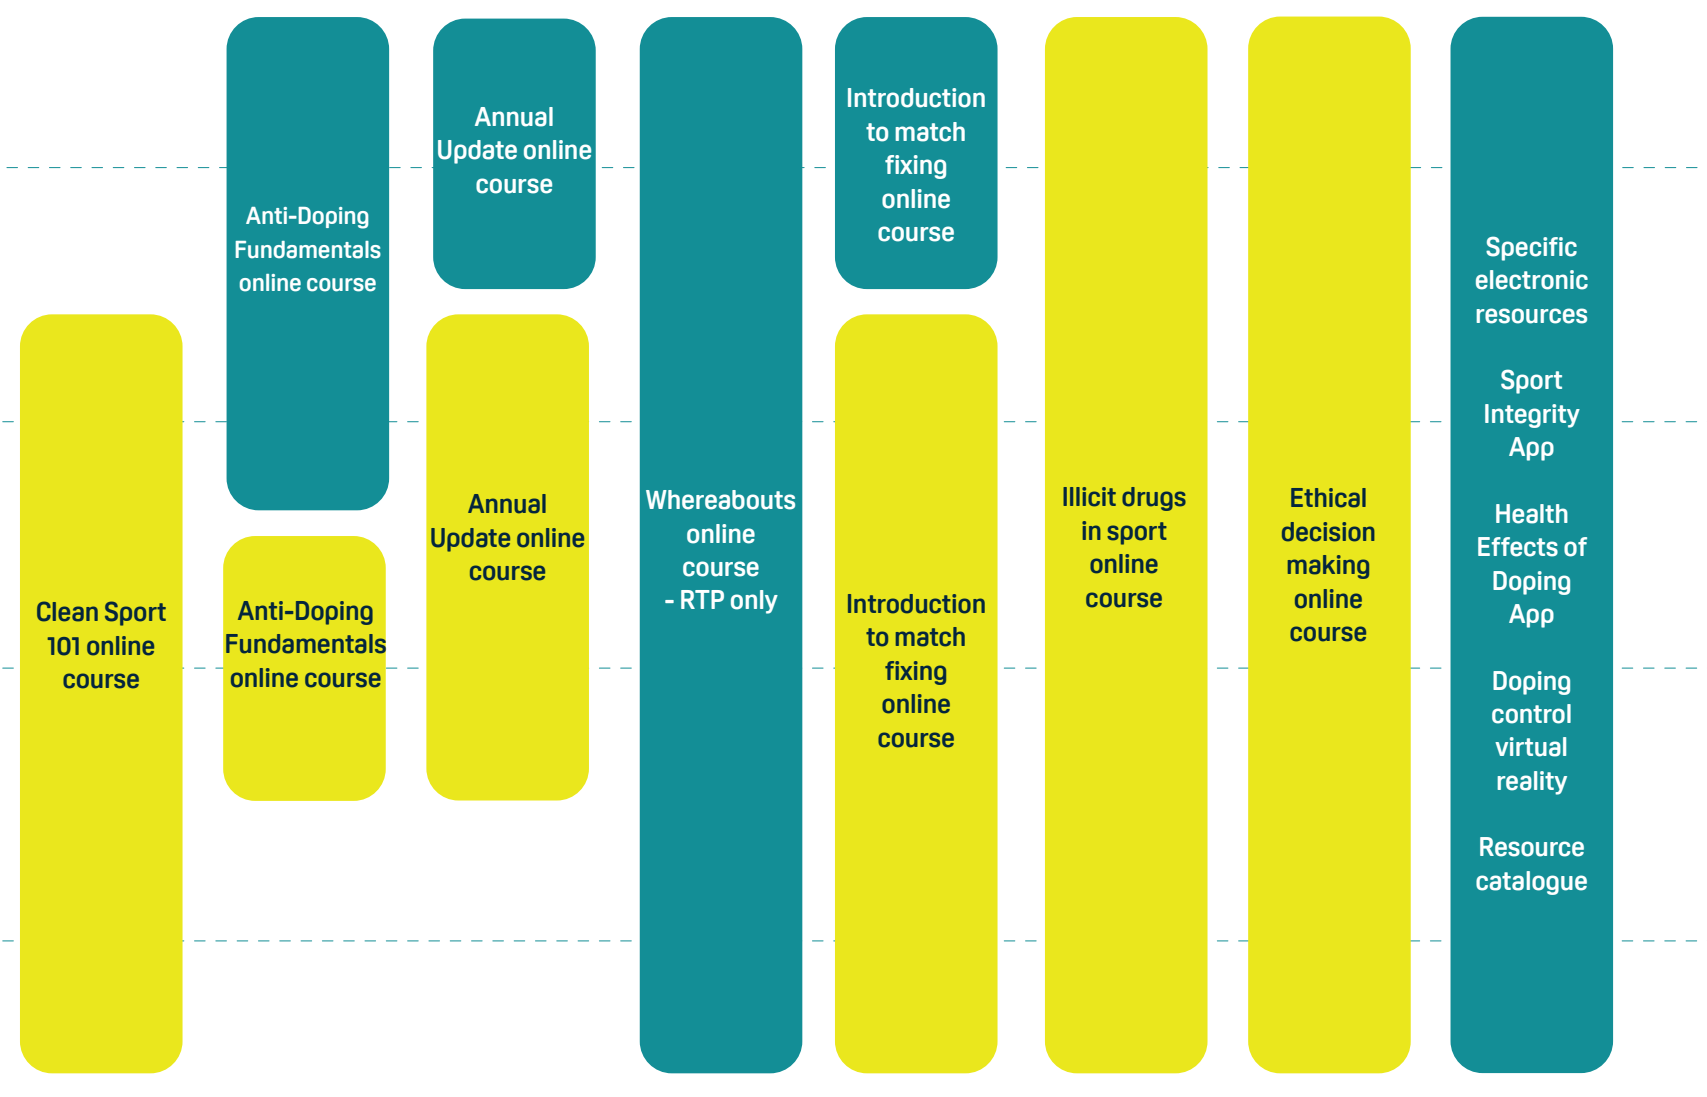 Clean Sport
101 online
course
Anti-Doping
Fundamentals
online course
Anti-Doping
Fundamentals
online course
Annual
Update online
course
Annual
Update online
course
Whereabouts
online
course
- RTP only
Introduction
to match
fixing
online
course
Introduction
to match
fixing
online
course
Illicit drugs
in sport
online
course
Ethical
decision
making
online
course
Specific
electronic
resources
Sport
Integrity
App
Health
Effects of
Doping
App
Doping
control
virtual
reality
Resource
catalogue